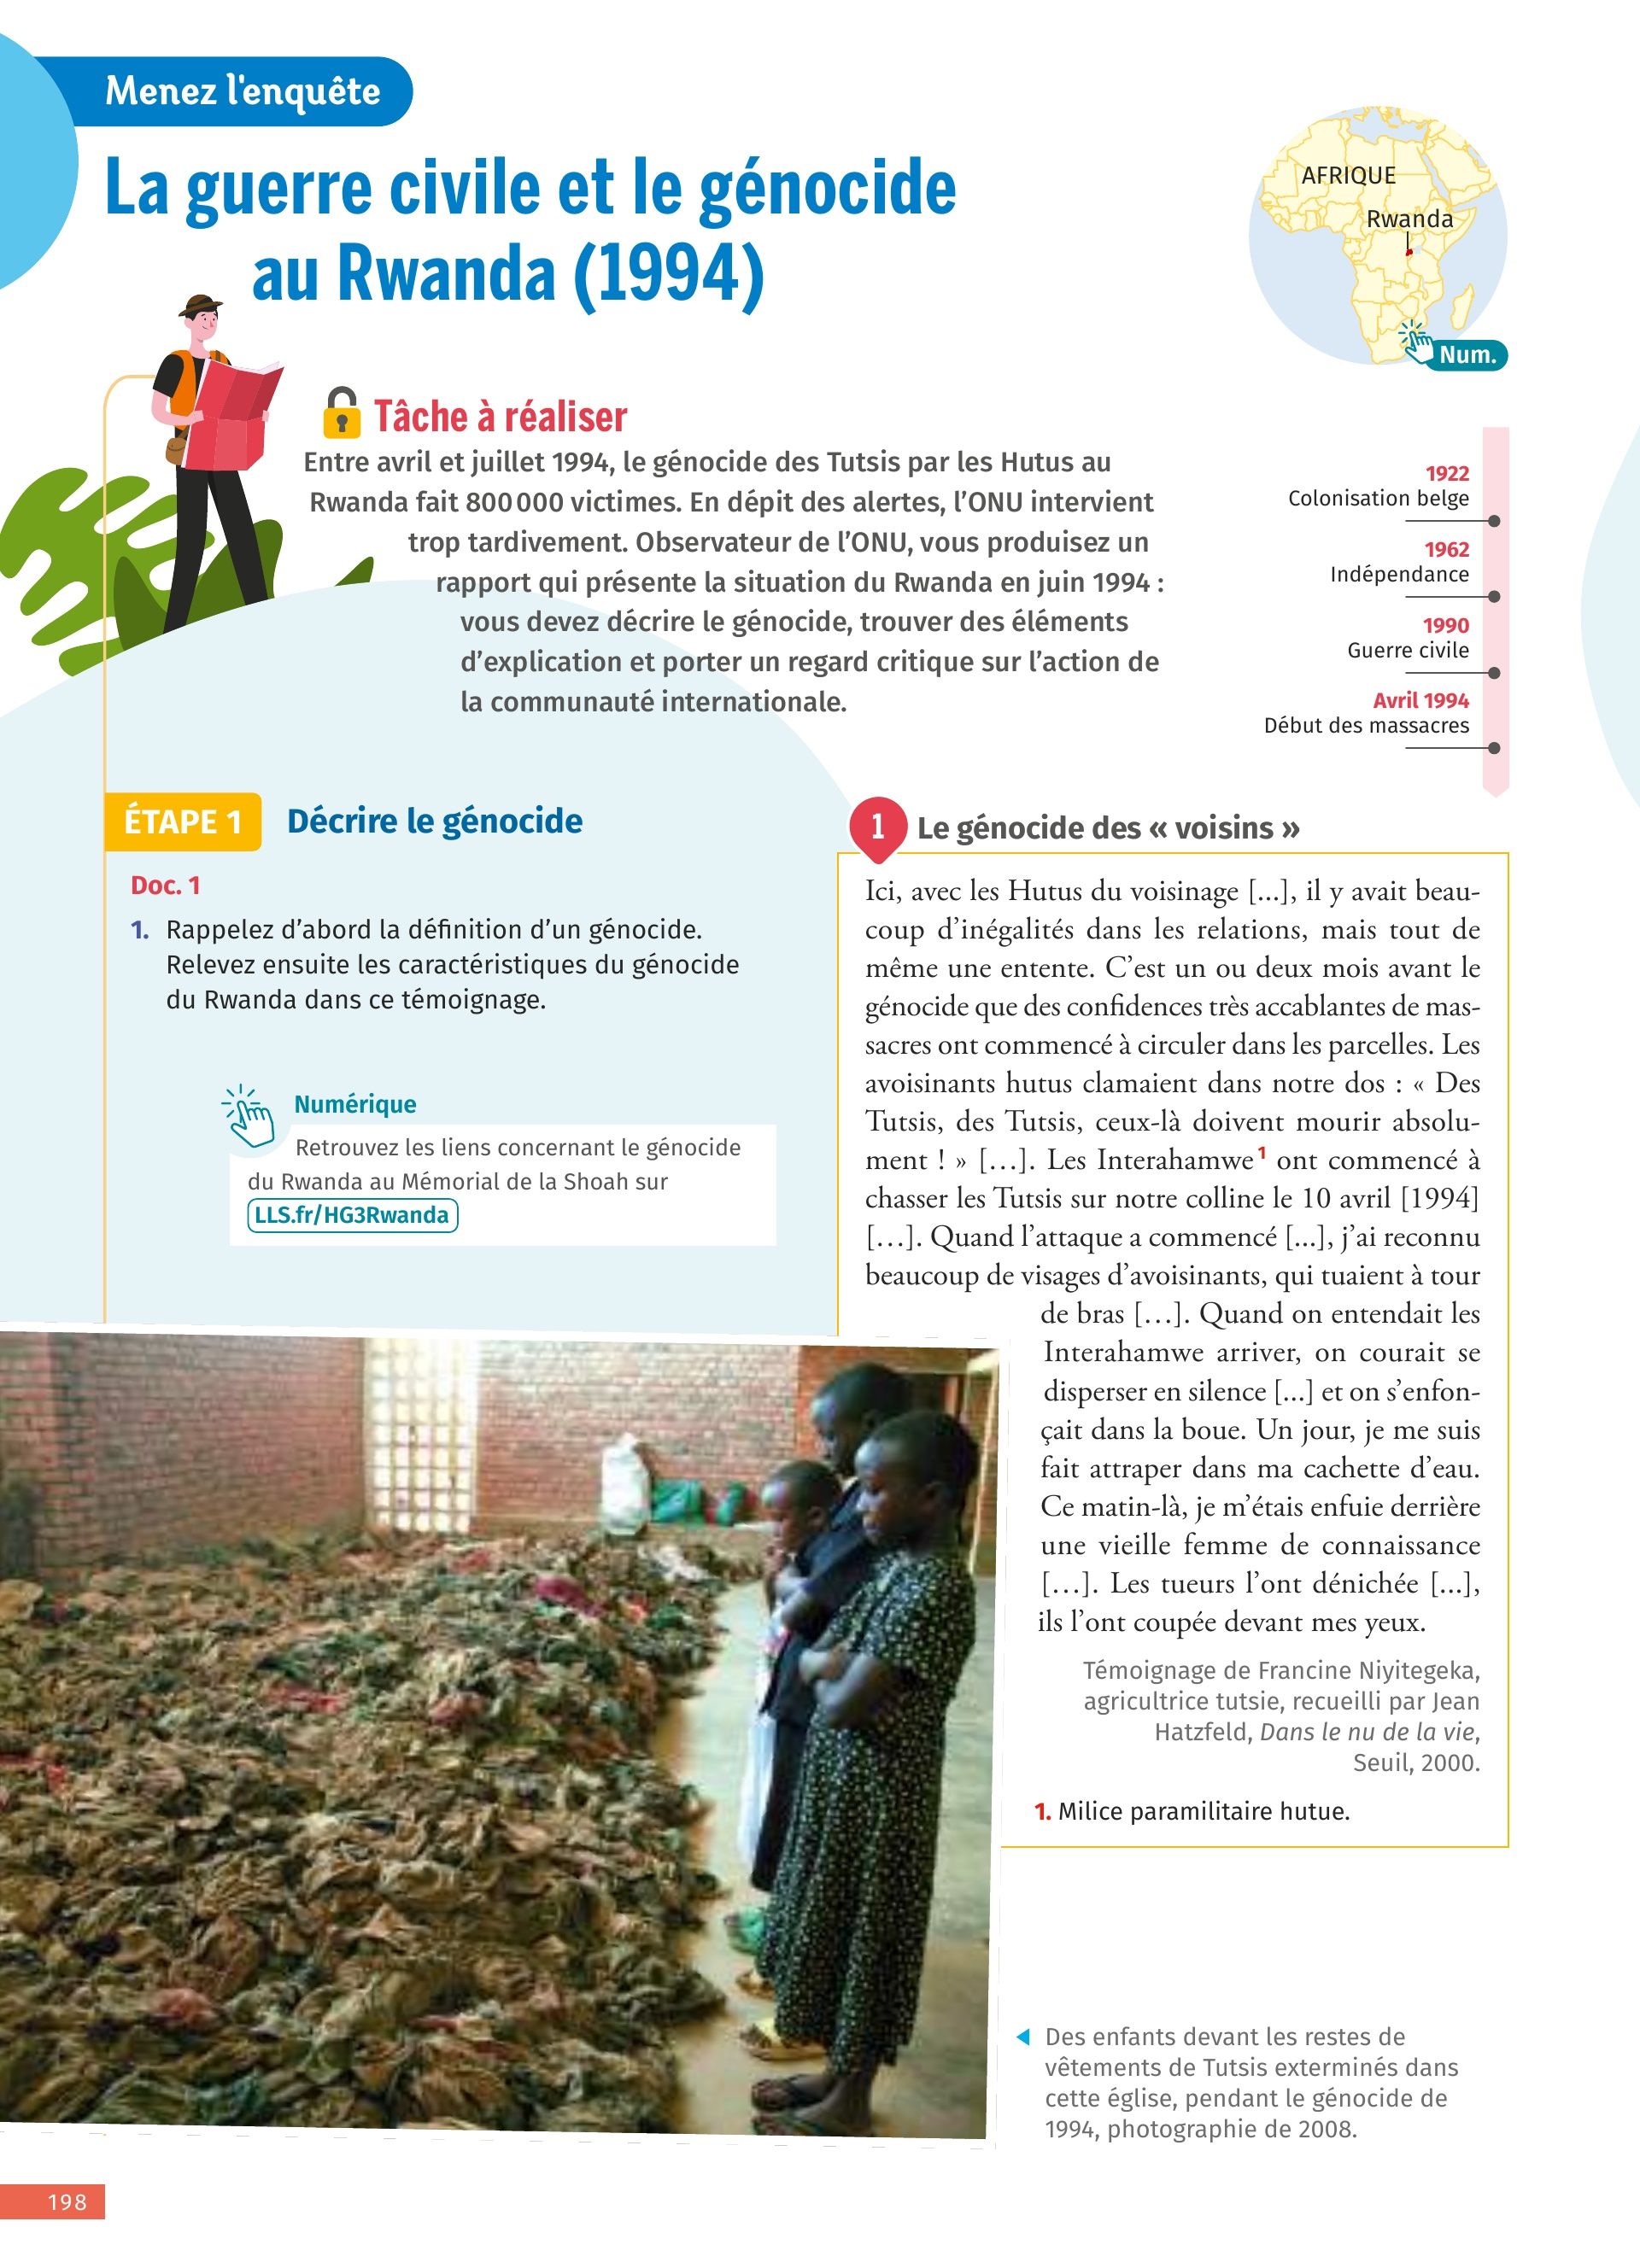 Menez l'enquête
La guerre civile et le génocide
au Rwanda (1994)
AFRIQUE
Rwanda
Num.
Tâche à réaliser
Entre avril et juillet 1994, le génocide des Tutsis par les Hutus au
Rwanda fait 800 000 victimes. En dépit des alertes, l'ONU intervient
trop tardivement. Observateur de l'ONU, vous produisez un
rapport qui présente la situation du Rwanda en juin 1994 :
vous devez décrire le génocide, trouver des éléments
d'explication et porter un regard critique sur l'action de
la communauté internationale.
1922
Colonisation belge
1962
Indépendance
1990
Guerre civile
Avril 1994
Début des massacres
ÉTAPE 1 Décrire le génocide
Doc. 1
1. Rappelez d'abord la définition d'un génocide.
Relevez ensuite les caractéristiques du génocide
du Rwanda dans ce témoignage.
Numérique
Retrouvez les liens concernant le génocide
du Rwanda au Mémorial de la Shoah sur
LLS.fr/HG3Rwanda
1 Le génocide des « voisins »
Ici, avec les Hutus du voisinage [...], il y avait beau-
coup d'inégalités dans les relations, mais tout de
même une entente. C'est un ou deux mois avant le
génocide que des confidences très accablantes de mas-
sacres ont commencé à circuler dans les parcelles. Les
avoisinants hutus clamaient dans notre dos : « Des
Tutsis, des Tutsis, ceux-là doivent mourir absolu-
ment ! » […]. Les Interahamwe1 ont commencé à
chasser les Tutsis sur notre colline le 10 avril [1994]
[…]. Quand l'attaque a commencé [...], j'ai reconnu
beaucoup de visages d'avoisinants, qui tuaient à tour
de bras […]. Quand on entendait les
Interahamwe arriver, on courait se
disperser en silence [...] et on s'enfon-
çait dans la boue. Un jour, je me suis
fait attraper dans ma cachette d'eau.
Ce matin-là, je m'étais enfuie derrière
une vieille femme de connaissance
[…]. Les tueurs l'ont dénichée [...],
ils l'ont coupée devant mes yeux.
Témoignage de Francine Niyitegeka,
agricultrice tutsie, recueilli par Jean
Hatzfeld, Dans le nu de la vie,
Seuil, 2000.
1. Milice paramilitaire hutue.
Des enfants devant les restes de
vêtements de Tutsis exterminés dans
cette église, pendant le génocide de
1994, photographie de 2008.
198